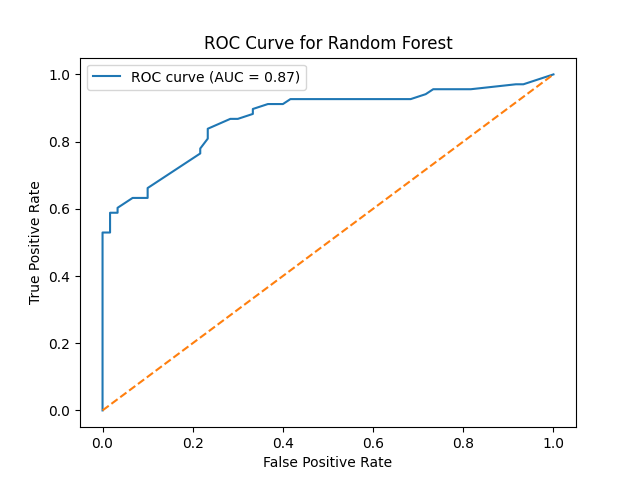 ROC Curve for Random Forest
ROC curve (AUC = 0.87)
True Positive Rate
1.0
0.8
0.6
0.4
0.2
0.0
0.0 0.2 0.4 0.6 0.8 1.0
False Positive Rate